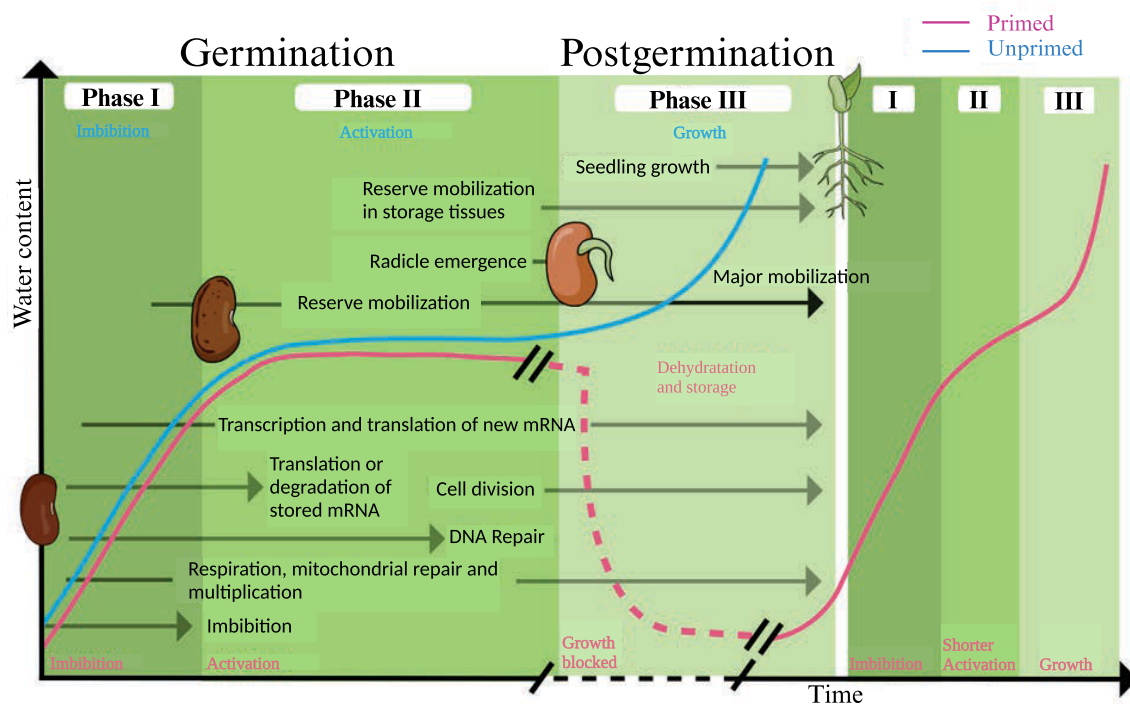 Primed
Unprimed
Germination
Postgermination
Phase I
Phase II
Phase III
I
II
III
Imbibition
Activation
Growth
Seedling growth
Reserve mobilization
in storage tissues
Radicle emergence
Major mobilization
Reserve mobilization
Water content
Dehydratation
and storage
Transcription and translation of new mRNA
Translation or
degradation of
stored mRNA
Cell division
DNA Repair
Respiration, mitochondrial repair and
multiplication
Imbibition
Growth
blocked
Imbibition
Activation
Imbibition
Shorter
Activation
Growth
Time